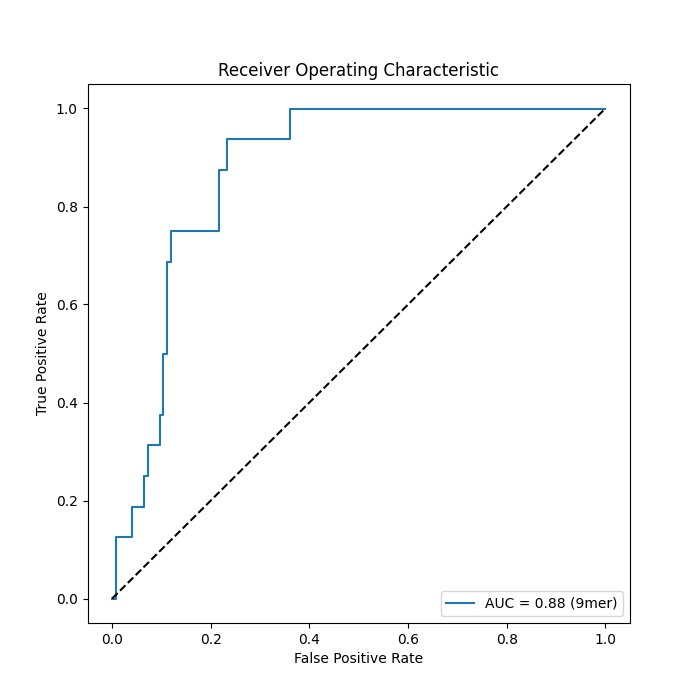 Receiver Operating Characteristic
1.0
0.8
0.6
0.4
0.2
0.0
True Positive Rate
AUC = 0.88 (9mer)
0.0 0.2 0.4 0.6 0.8 1.0
False Positive Rate